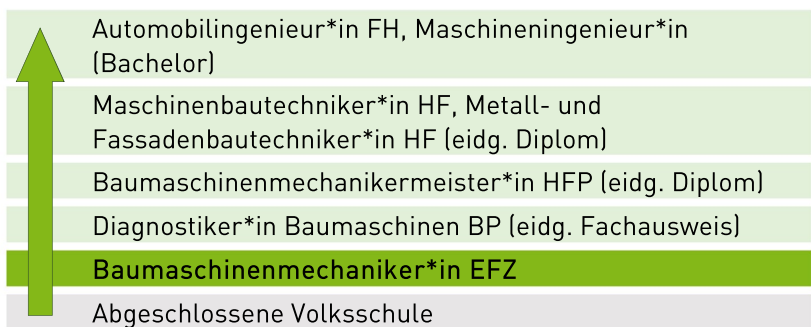 Automobilingenieur*in FH, Maschineningenieur*in
(Bachelor)
Maschinenbautechniker*in HF, Metall- und
Fassadenbautechniker*in HF (eidg. Diplom)
Baumaschinenmechanikermeister*in HFP (eidg. Diplom)
Diagnostiker*in Baumaschinen BP (eidg. Fachausweis)
Baumaschinenmechaniker*in EFZ
Abgeschlossene Volksschule